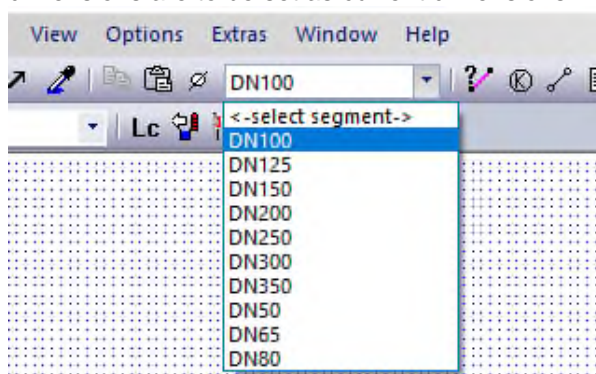 View Options Extras Window Help
DN100
Lc
<-select segment->
DN100
DN125
DN150
DN200
DN250
DN300
DN350
DN50
DN65
DN80